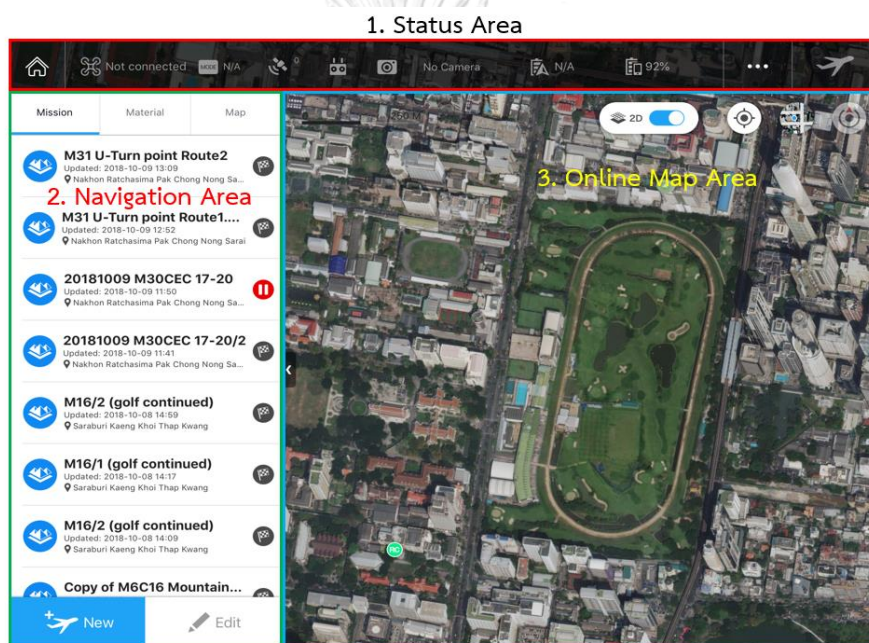 1. Status Area
Not connected
MODE N/A
0
No Camera
N/A
92%
Mission
Material
Map
M31 U-Turn point Route2
Updated: 2018-10-09 13:09
Nakhon Ratchasima Pak Chong Nong Sa...
2. Navigation Area
M31 U-Turn point Route1....
Updated: 2018-10-09 12:52
Nakhon Ratchasima Pak Chong Nong Sarai
20181009 M30CEC 17-20
Updated: 2018-10-09 11:50
Nakhon Ratchasima Pak Chong Nong Sa...
20181009 M30CEC 17-20/2
Updated: 2018-10-09 11:41
Nakhon Ratchasima Pak Chong Nong Sa...
M16/2 (golf continued)
Updated: 2018-10-08 14:59
Saraburi Kaeng Khoi Thap Kwang
M16/1 (golf continued)
Updated: 2018-10-08 14:17
Saraburi Kaeng Khoi Thap Kwang
M16/2 (golf continued)
Updated: 2018-10-08 14:09
Saraburi Kaeng Khoi Thap Kwang
Copy of M6C16 Mountain...
New
Edit
2D
3. Online Map Area
RC